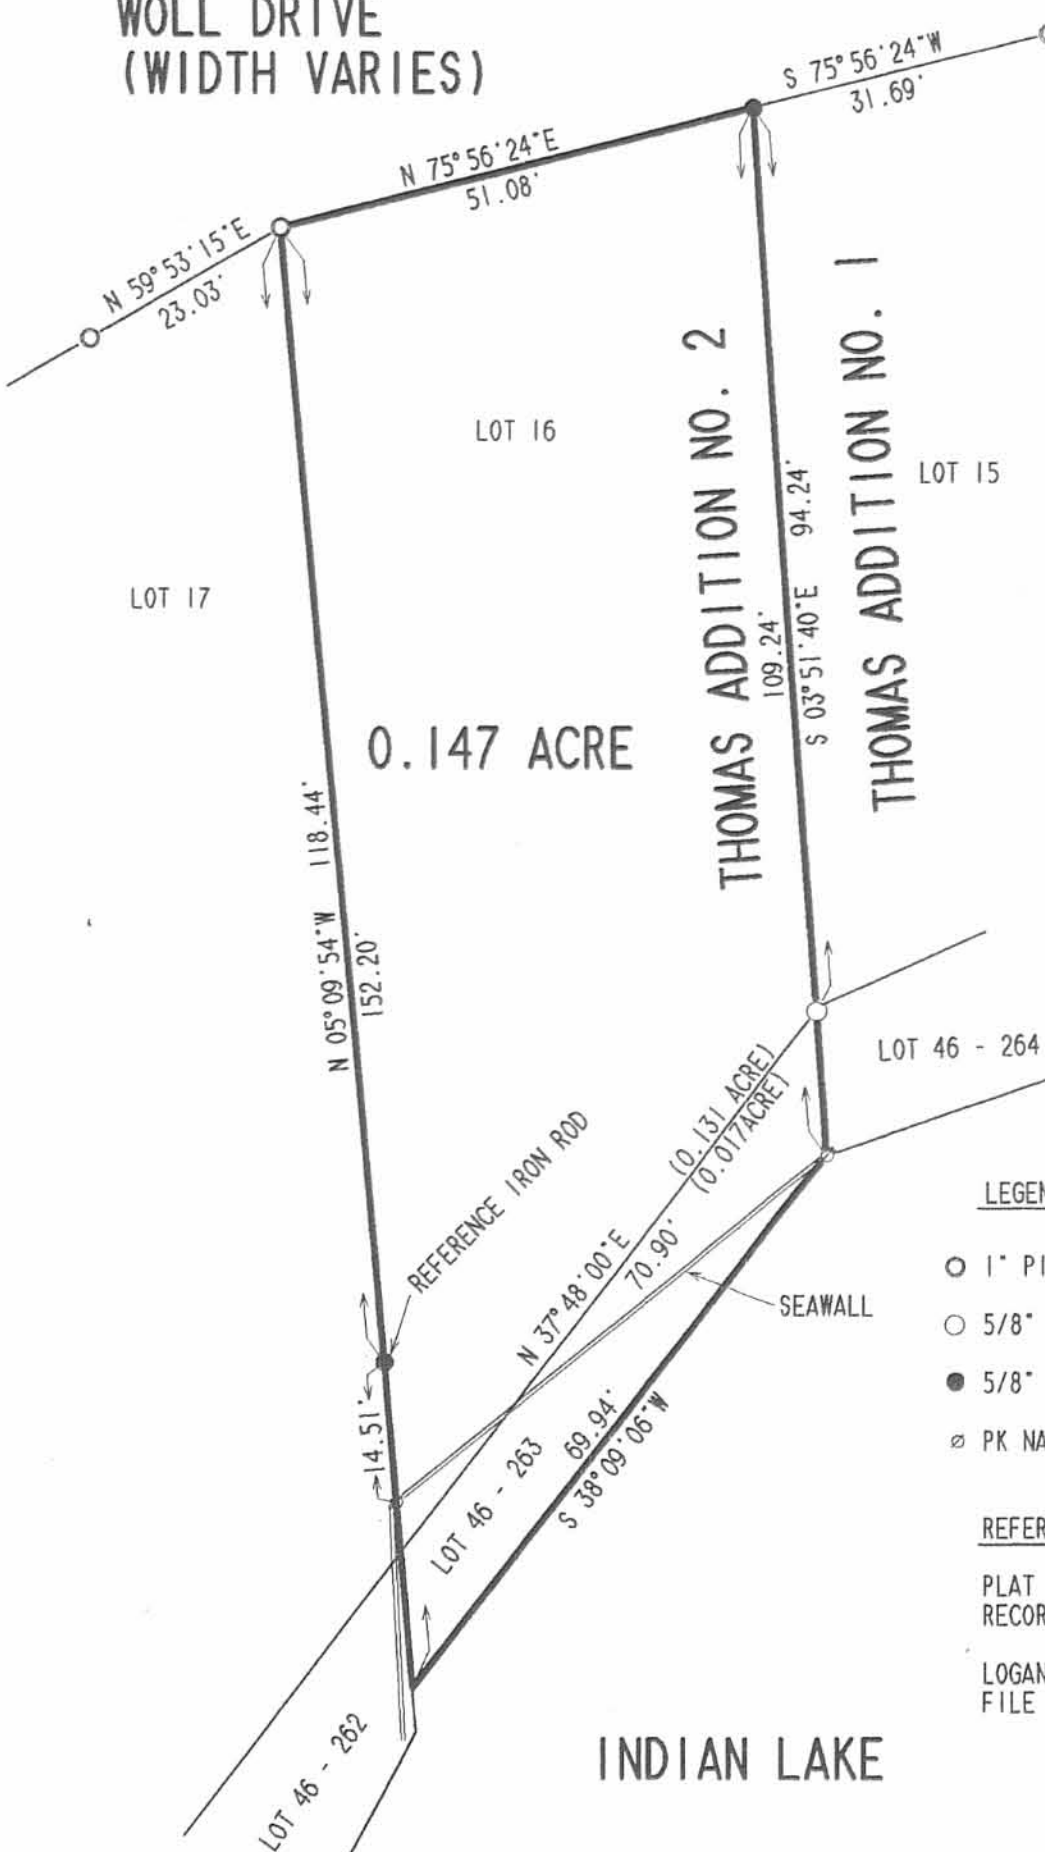 WOLL DRIVE
(WIDTH VARIES)
S 75°56'24"W
31.69'
N 75°56'24"E
51.08'
N 59°53'15"E
23.03'
LOT 16
LOT 15
LOT 17
THOMAS ADDITION NO. 2
THOMAS ADDITION NO. 1
109.24'
S 03°51'40"E 94.24'
0.147 ACRE
N 05°09'54"W 118.44'
152.20'
LOT 46 - 264
(0.131 ACRE)
(0.017ACRE)
REFERENCE IRON ROD
N 37°48'00"E
70.90'
SEAWALL
14.51'
LOT 46 - 263
69.94'
S 38°09'06"W
LOT 46 - 262
INDIAN LAKE
LEGEN
1" PI
5/8"
5/8"
PK NA
REFER
PLAT
RECOR
LOGAN
FILE